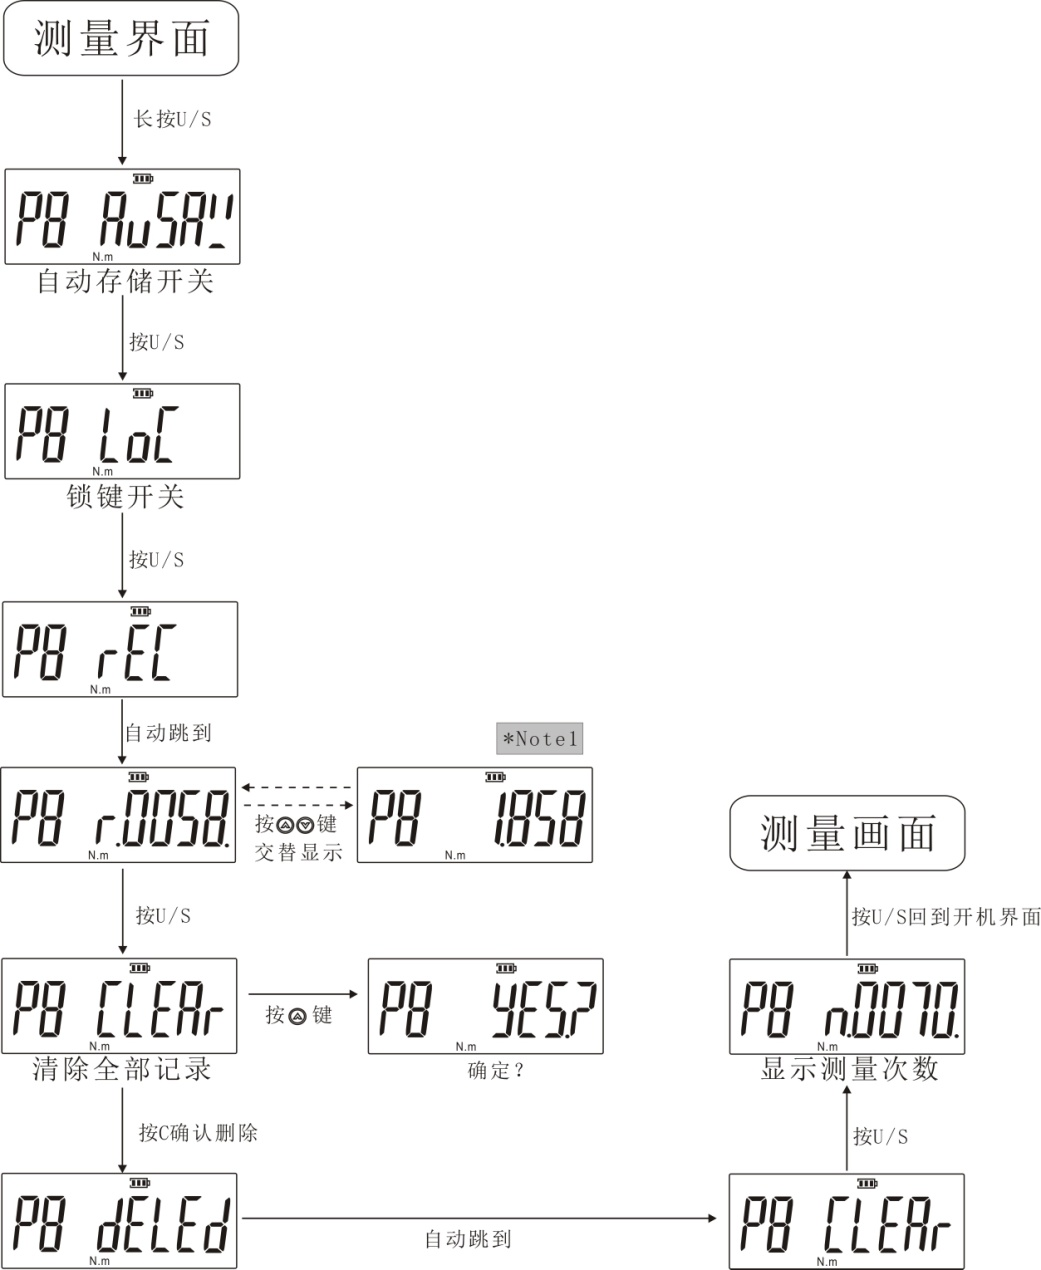 测量界面
长按U/S
P8 AuSAV
N.m
自动存储开关
按U/S
P8 LoC
N.m
锁键开关
按U/S
P8 rEC
N.m
自动跳到
*Note1
P8 r.0058.
N.m
按键
交替显示
P8 1.858
N.m
按U/S
P8 CLEAr
N.m
清除全部记录
按键
P8 YES.?
N.m
确定？
按C确认删除
P8 dELEd
N.m
自动跳到
P8 CLEAr
N.m
按U/S
P8 n.0070.
N.m
显示测量次数
按U/S回到开机界面
测量画面